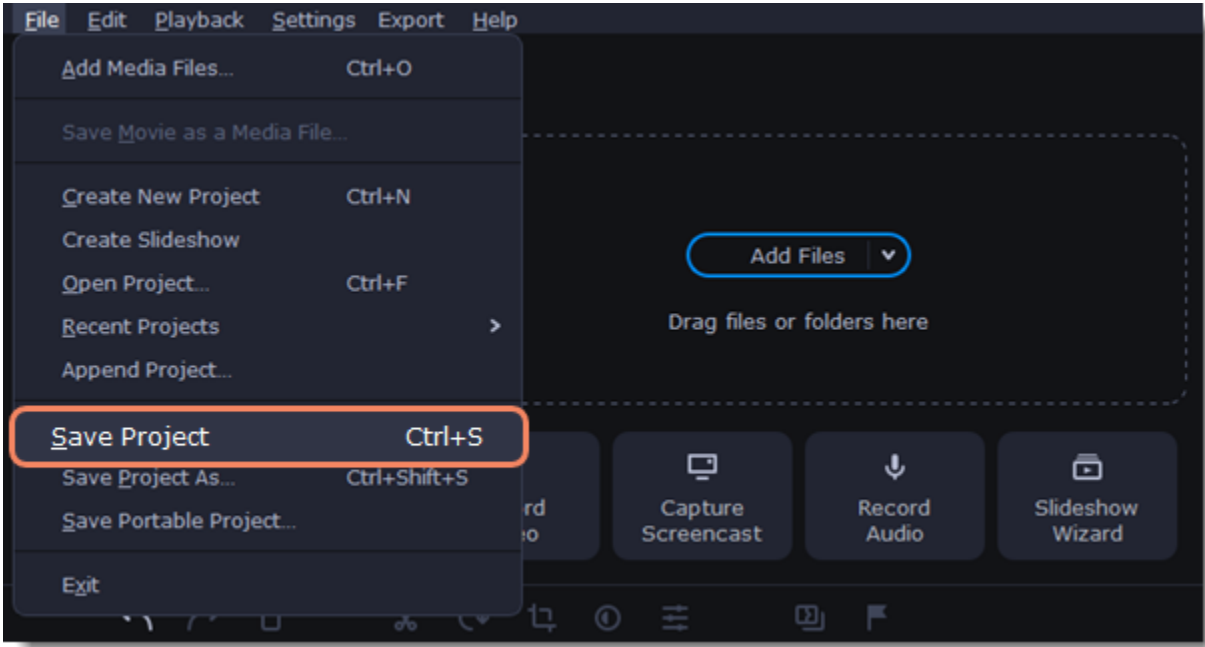 File Edit Playback Settings Export Help
Add Media Files... Ctrl+O
Save Movie as a Media File...
Create New Project Ctrl+N
Create Slideshow
Open Project... Ctrl+F
Recent Projects
Append Project...
Save Project Ctrl+S
Save Project As... Ctrl+Shift+S
Save Portable Project...
Exit
Add Files
Drag files or folders here
Capture
Screencast
Record
Audio
Slideshow
Wizard